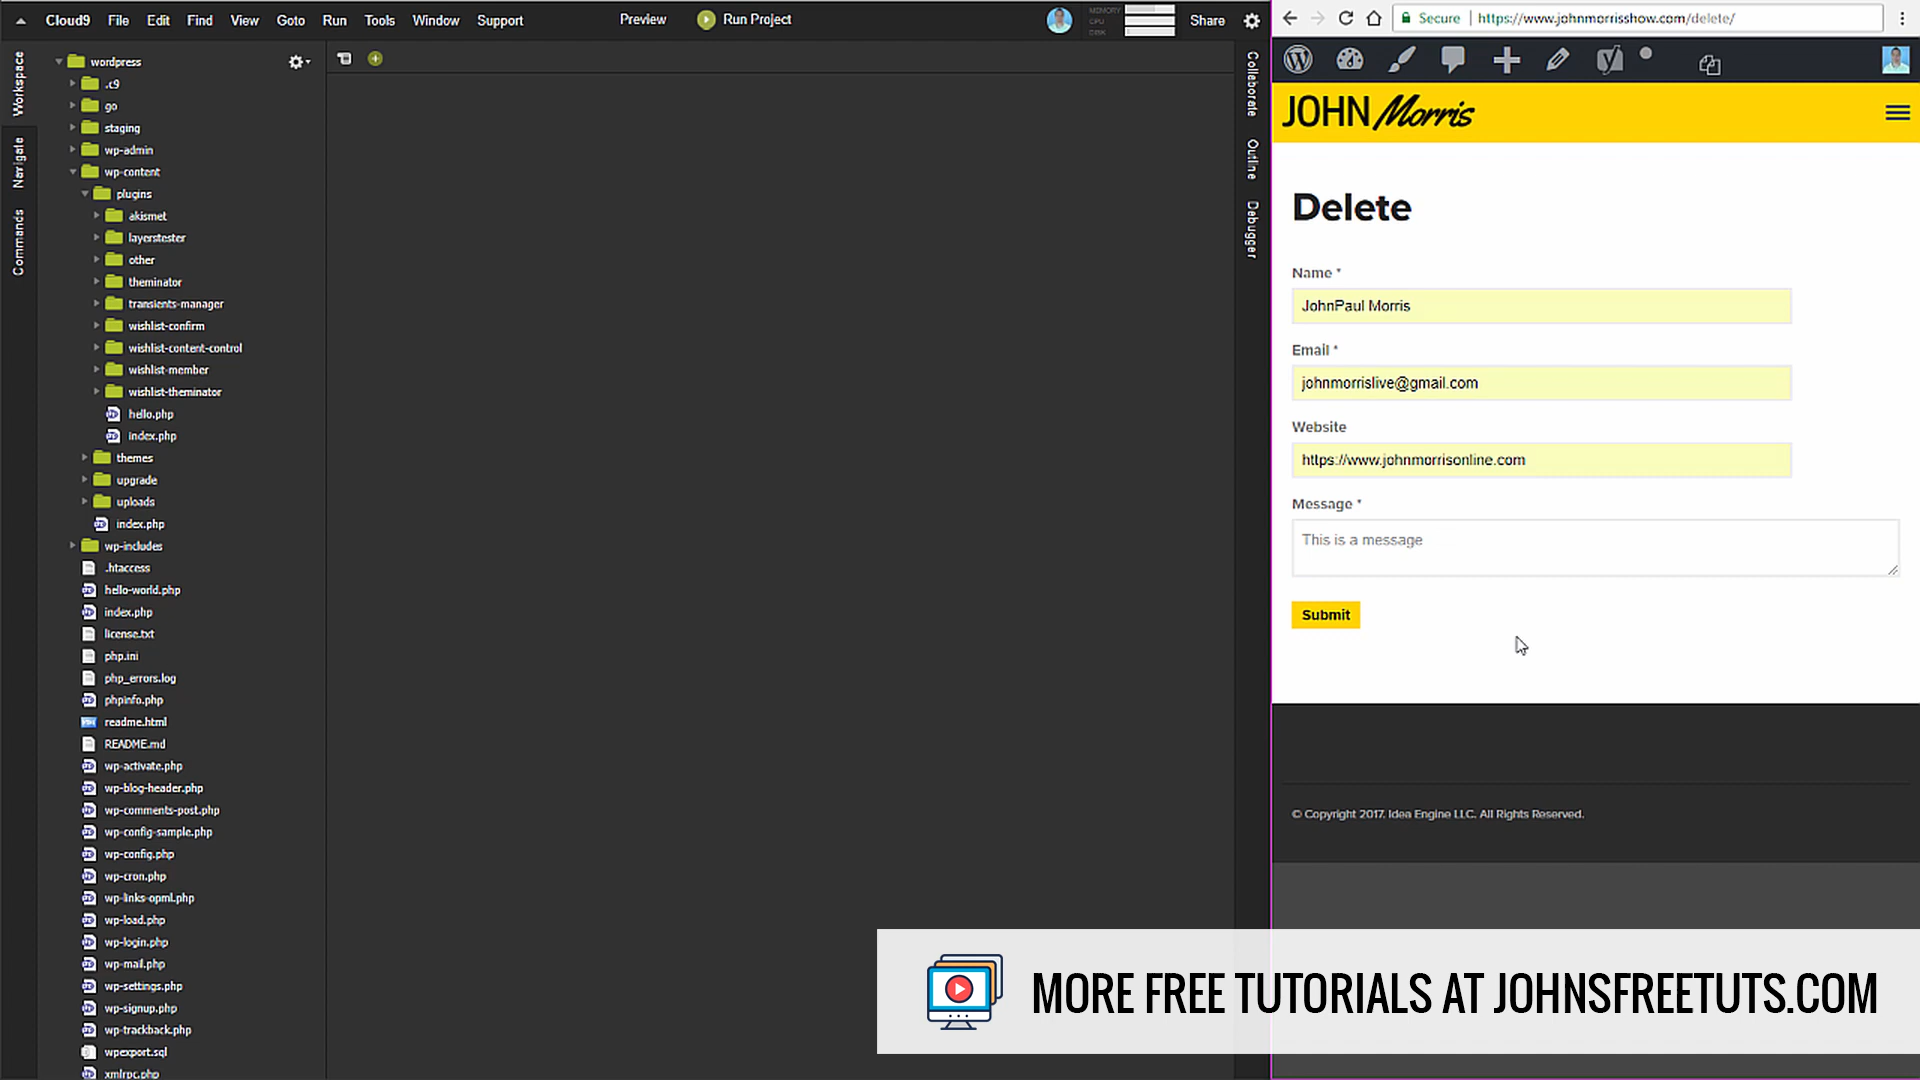 Cloud9 File Edit Find View Goto Run Tools Window Support Preview Run Project MEMORY CPU DISK Share
Workspace
Navigate
Commands
wordpress
.c9
go
staging
wp-admin
wp-content
plugins
akismet
layerstester
other
theminator
transients-manager
wishlist-confirm
wishlist-content-control
wishlist-member
wishlist-theminator
hello.php
index.php
themes
upgrade
uploads
index.php
wp-includes
.htaccess
hello-world.php
index.php
license.txt
php.ini
php_errors.log
phpinfo.php
readme.html
README.md
wp-activate.php
wp-blog-header.php
wp-comments-post.php
wp-config-sample.php
wp-config.php
wp-cron.php
wp-links-opml.php
wp-load.php
wp-login.php
wp-mail.php
wp-settings.php
wp-signup.php
wp-trackback.php
wpexport.sql
xmlrpc.php
Collaborate
Outline
Debugger
Secure https://www.johnmorrisshow.com/delete/
JOHN Morris
Delete
Name *
JohnPaul Morris
Email *
johnmorrislive@gmail.com
Website
https://www.johnmorrisonline.com
Message *
This is a message
Submit
© Copyright 2017. Idea Engine LLC. All Rights Reserved.
MORE FREE TUTORIALS AT JOHNSFREETUTS.COM